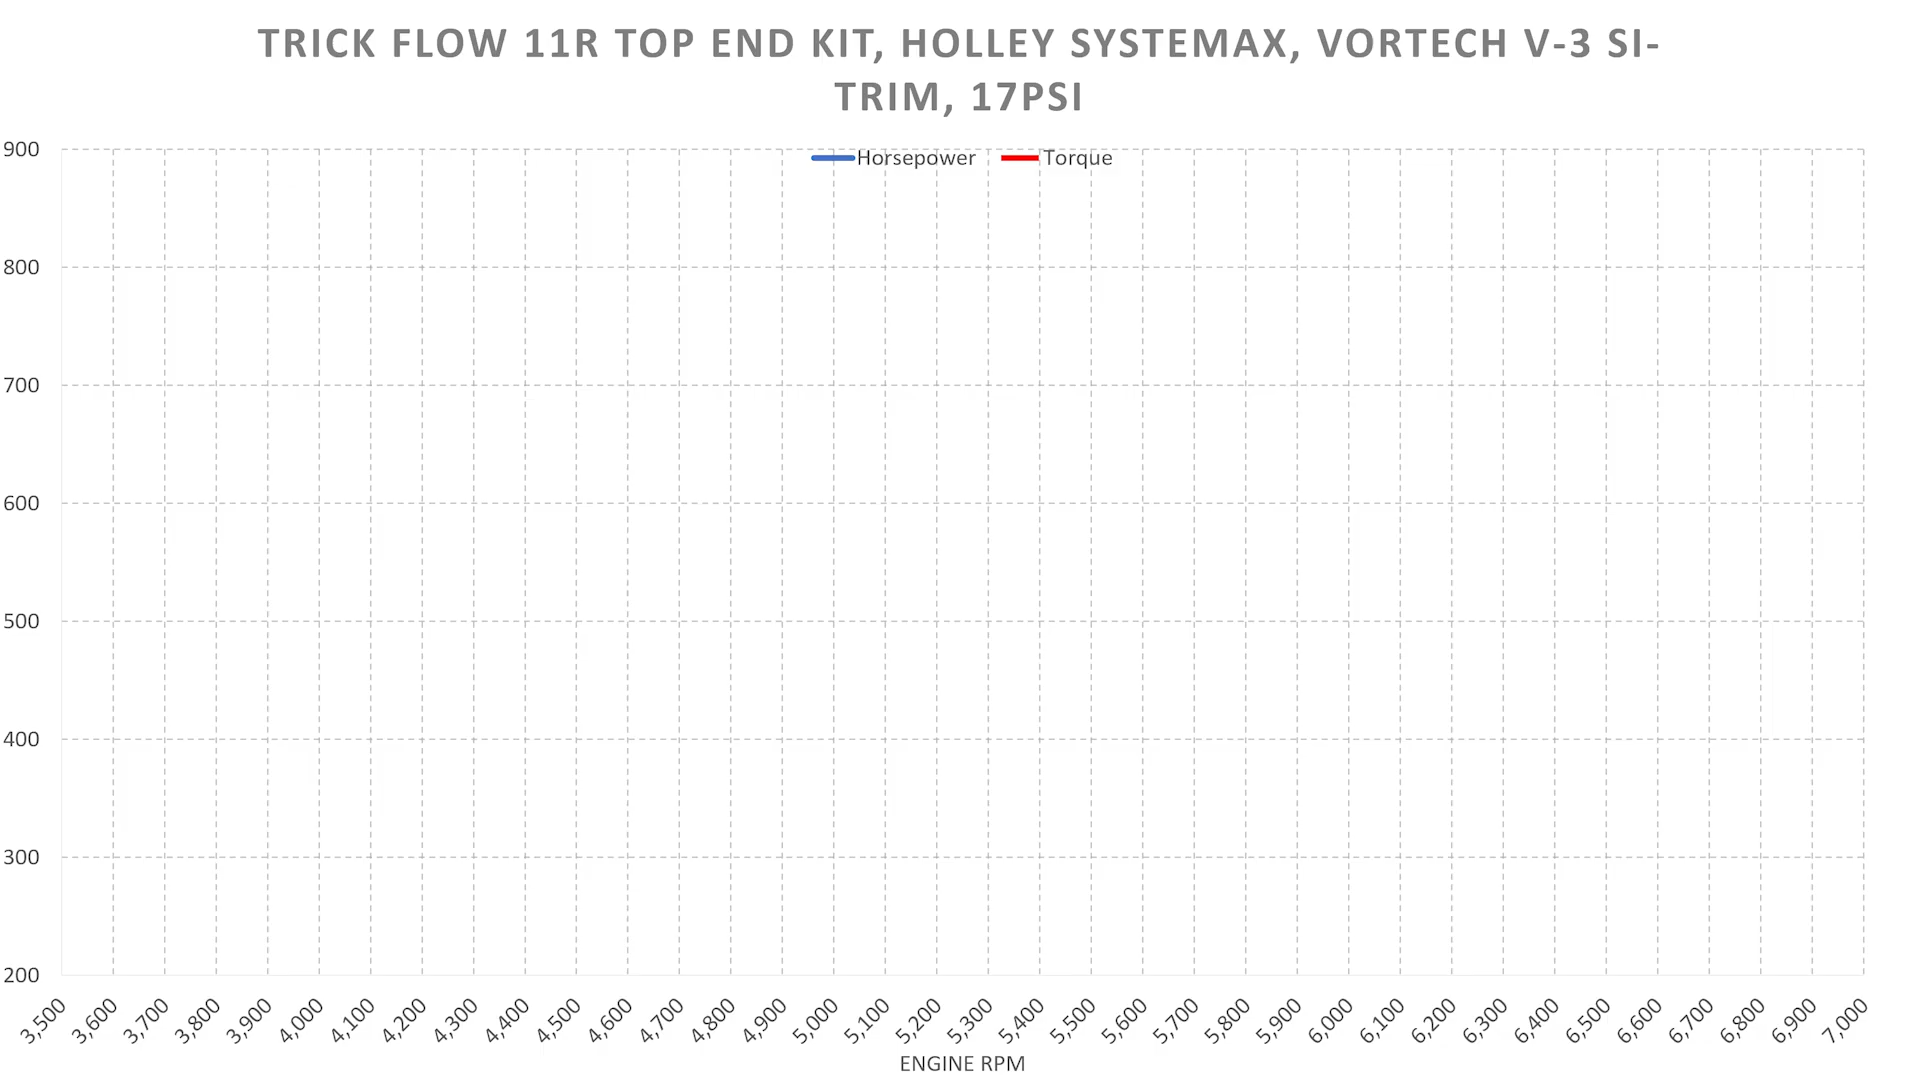 TRICK FLOW 11R TOP END KIT, HOLLEY SYSTEMAX, VORTECH V-3 SI-
TRIM, 17PSI
Horsepower Torque
900
800
700
600
500
400
300
200
3,500 3,600 3,700 3,800 3,900 4,000 4,100 4,200 4,300 4,400 4,500 4,600 4,700 4,800 4,900 5,000 5,100 5,200 5,300 5,400 5,500 5,600 5,700 5,800 5,900 6,000 6,100 6,200 6,300 6,400 6,500 6,600 6,700 6,800 6,900 7,000
ENGINE RPM